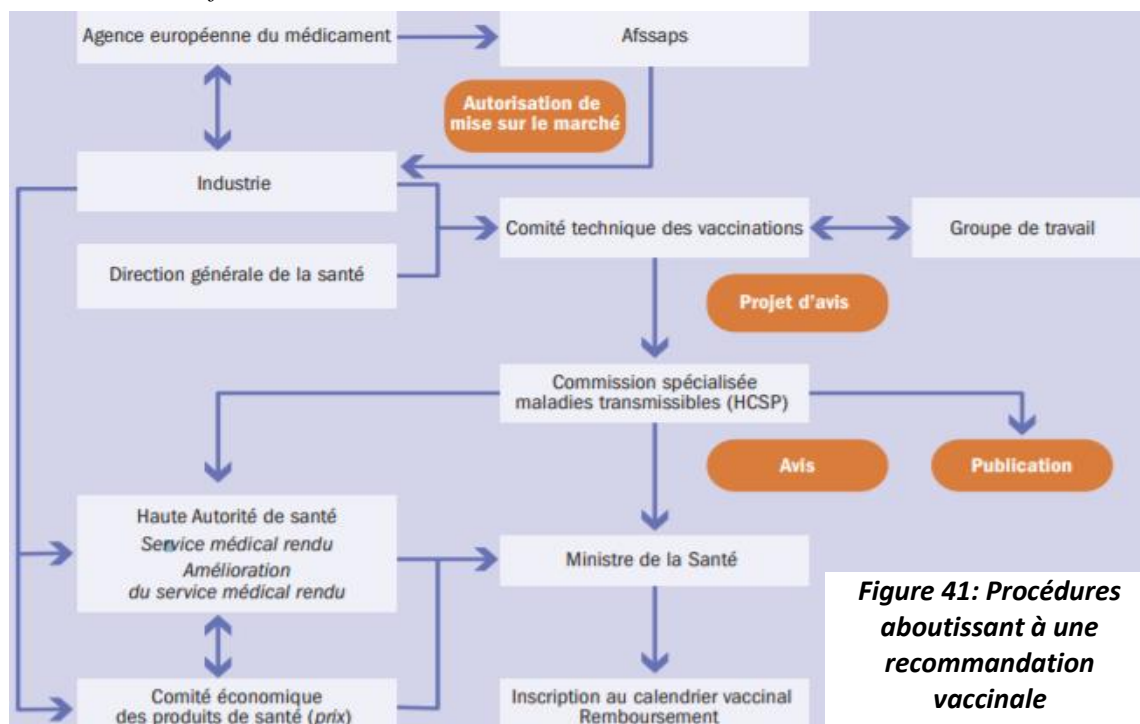 Agence européenne du médicament
Afssaps
Autorisation de
mise sur le marché
Industrie
Comité technique des vaccinations
Groupe de travail
Direction générale de la santé
Projet d'avis
Commission spécialisée
maladies transmissibles (HCSP)
Avis
Publication
Haute Autorité de santé
Service médical rendu
Amélioration
du service médical rendu
Ministre de la Santé
Comité économique
des produits de santé (prix)
Inscription au calendrier vaccinal
Remboursement
Figure 41: Procédures
aboutissant à une
recommandation
vaccinale